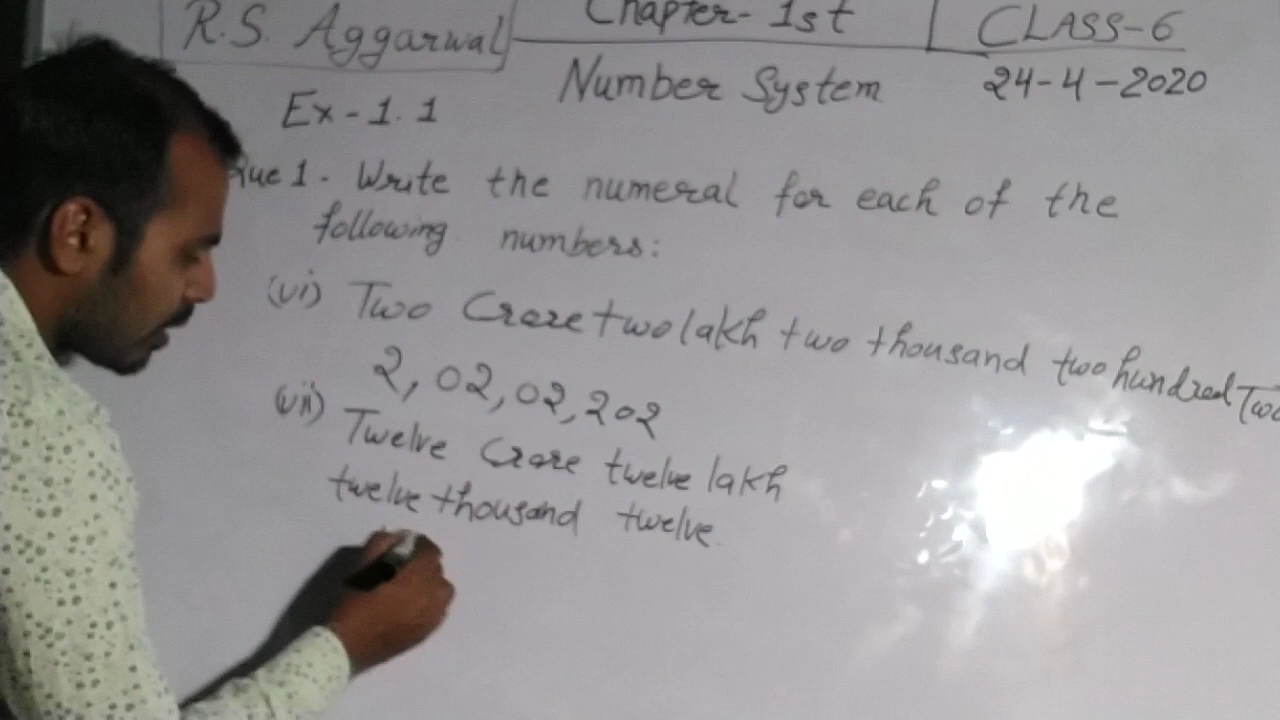 R.S. Aggarwal
Chapter- 1st
CLASS-6
Number System
24-4-2020
Ex-1.1
Que 1. Write the numeral for each of the
following numbers:
(vi) Two Crore two lakh two thousand two hundred Two
2,02,02,202
(vii) Twelve Crore twelve lakh
twelve thousand twelve.